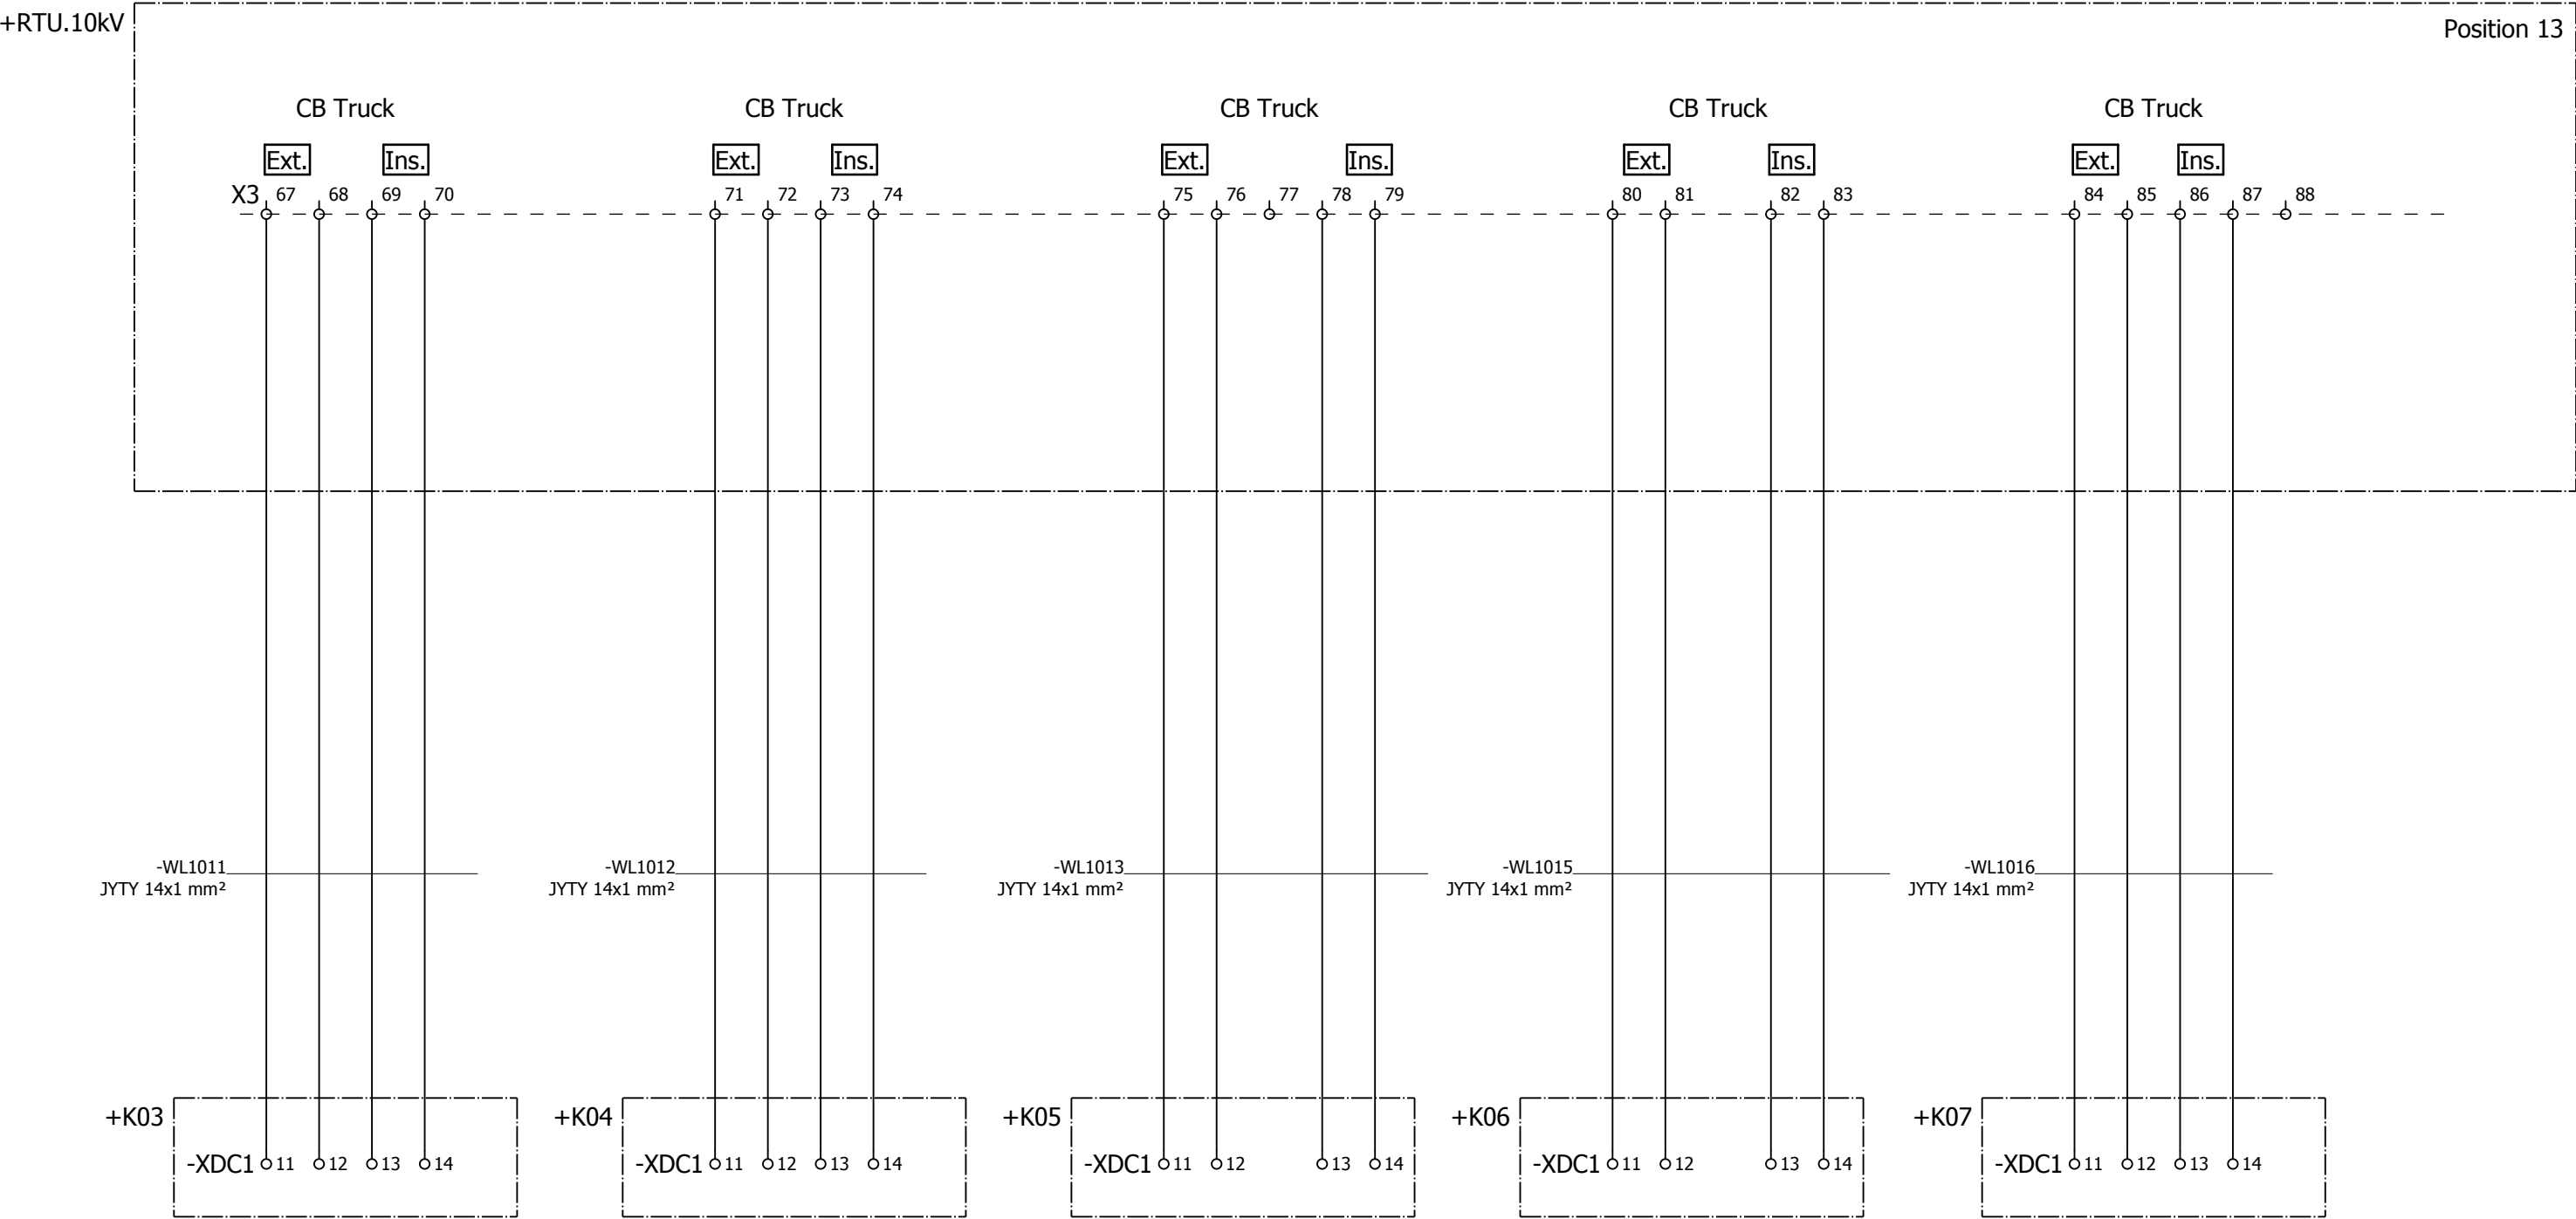 +RTU.10kV Position 13
CB Truck CB Truck CB Truck CB Truck CB Truck
Ext. Ins. Ext. Ins. Ext. Ins. Ext. Ins. Ext. Ins.
X3 67 68 69 70 71 72 73 74 75 76 77 78 79 80 81 82 83 84 85 86 87 88
-WL1011 -WL1012 -WL1013 -WL1015 -WL1016
JYTY 14x1 mm² JYTY 14x1 mm² JYTY 14x1 mm² JYTY 14x1 mm² JYTY 14x1 mm²
+K03 +K04 +K05 +K06 +K07
-XDC1 11 12 13 14 -XDC1 11 12 13 14 -XDC1 11 12 13 14 -XDC1 11 12 13 14 -XDC1 11 12 13 14